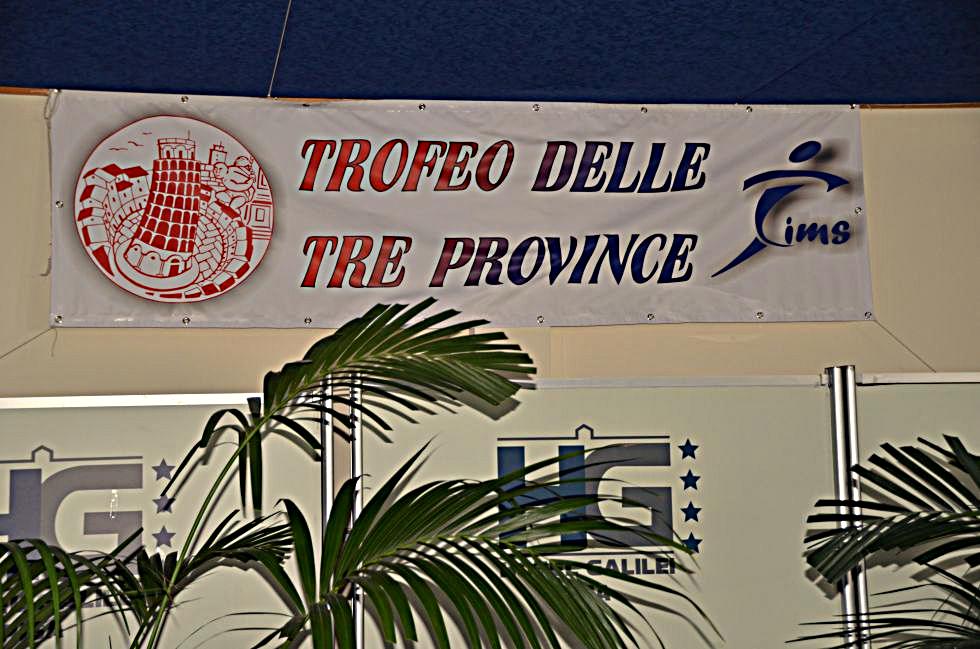 TROFEO DELLE
TRE PROVINCE
ims
HG
HG
GALILEI